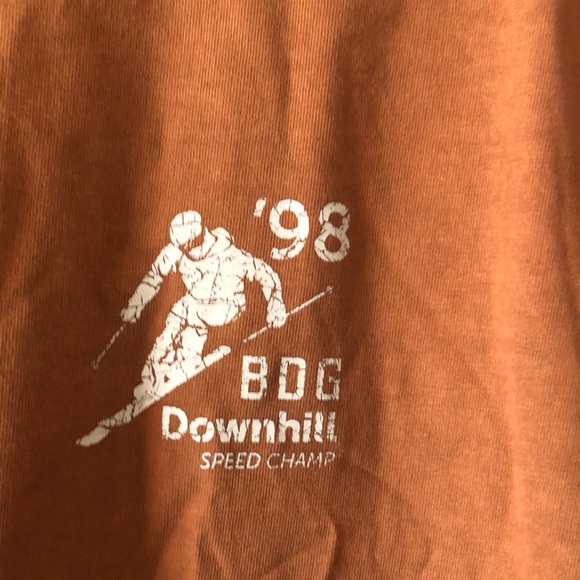 '98
BDG
Downhill
SPEED CHAMP